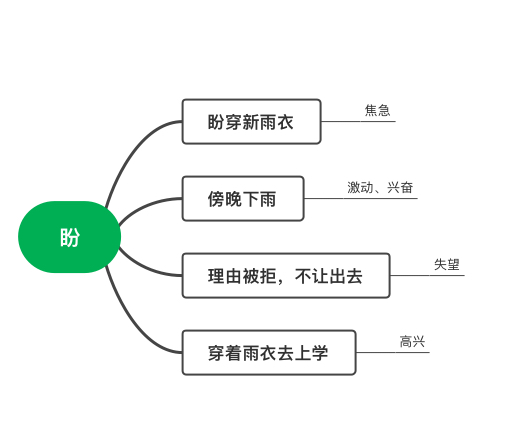 盼
盼穿新雨衣
焦急
傍晚下雨
激动、兴奋
理由被拒，不让出去
失望
穿着雨衣去上学
高兴